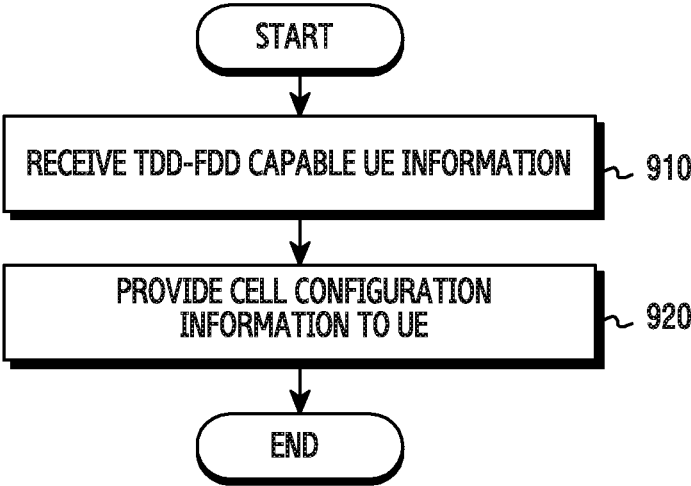 START
RECEIVE TDD-FDD CAPABLE UE INFORMATION
910
PROVIDE CELL CONFIGURATION
INFORMATION TO UE
920
END